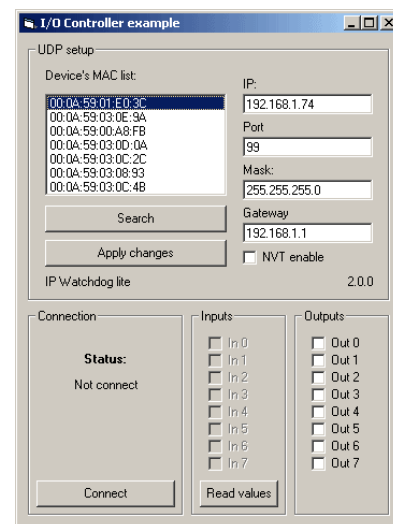 I/O Controller example
UDP setup
Device's MAC list:
00:0A:59:01:E0:3C
00:0A:59:03:0E:9A
00:0A:59:00:A8:FB
00:0A:59:03:0D:0A
00:0A:59:03:0C:2C
00:0A:59:03:08:93
00:0A:59:03:0C:4B
Search
Apply changes
IP:
192.168.1.74
Port
99
Mask:
255.255.255.0
Gateway
192.168.1.1
NVT enable
IP Watchdog lite
2.0.0
Connection
Status:
Not connect
Connect
Inputs
In 0
In 1
In 2
In 3
In 4
In 5
In 6
In 7
Read values
Outputs
Out 0
Out 1
Out 2
Out 3
Out 4
Out 5
Out 6
Out 7